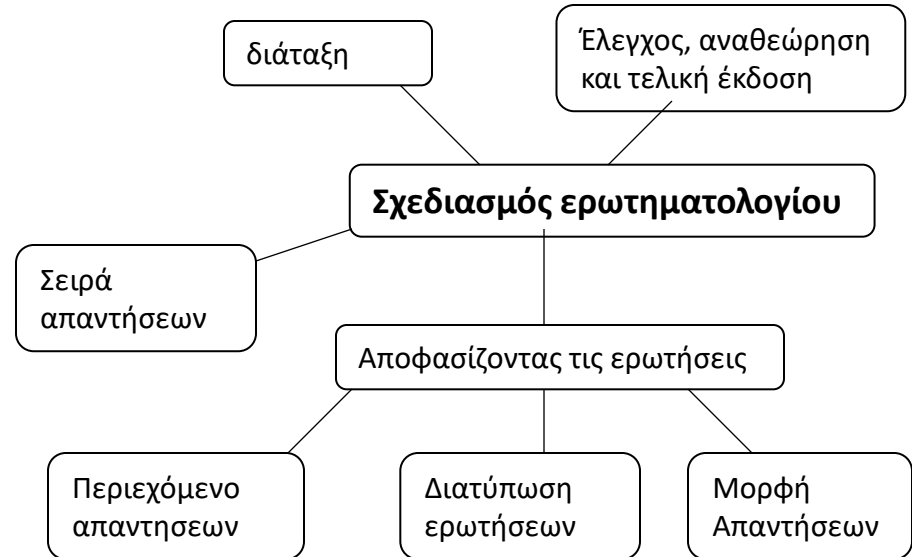 διάταξη
Έλεγχος, αναθεώρηση
και τελική έκδοση
Σχεδιασμός ερωτηματολογίου
Σειρά
απαντήσεων
Αποφασίζοντας τις ερωτήσεις
Περιεχόμενο
απαντησεων
Διατύπωση
ερωτήσεων
Μορφή
Απαντήσεων